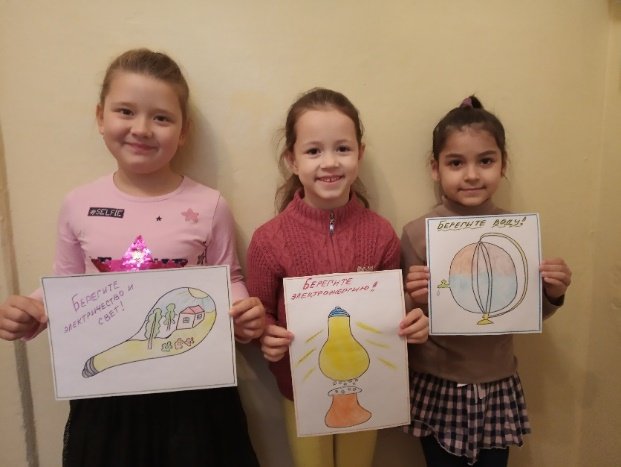 #SELFIE
БЕРЕГИТЕ
ЭЛЕКТРИЧЕСТВО И
СВЕТ!
БЕРЕГИТЕ
ЭЛЕКТРОЭНЕРГИЮ!
БЕРЕГИТЕ ВОДУ!